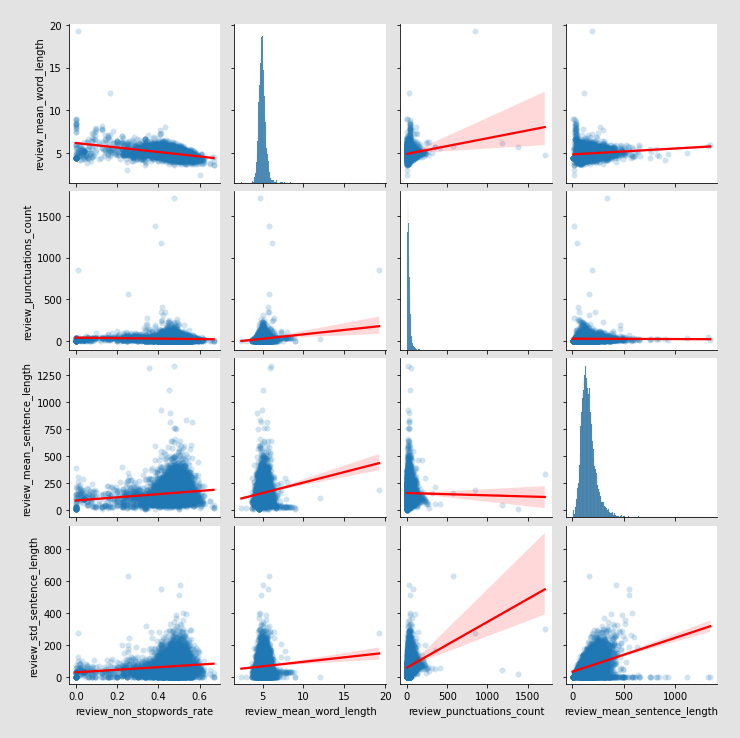 20
15
10
5
review_mean_word_length
1500
1000
500
0
review_punctuations_count
1250
1000
750
500
250
0
review_mean_sentence_length
800
600
400
200
0
review_std_sentence_length
0.0 0.2 0.4 0.6
5 10 15 20
0 500 1000 1500
0 500 1000
review_non_stopwords_rate
review_mean_word_length
review_punctuations_count
review_mean_sentence_length